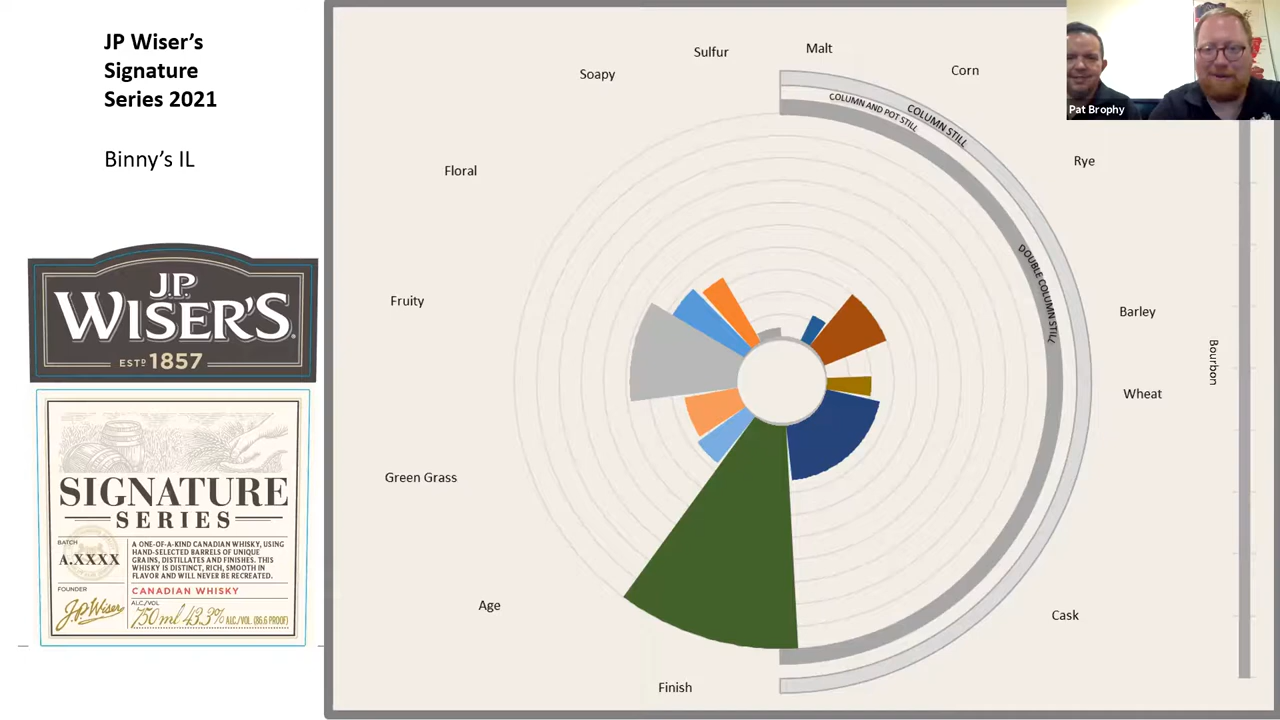 JP Wiser's
Signature
Series 2021
Binny's IL
J.P.
WISER'S
ESTD 1857
SIGNATURE
SERIES
BATCH
A.XXXX
A ONE-OF-A-KIND CANADIAN WHISKY, USING
HAND-SELECTED BARRELS OF UNIQUE
GRAINS, DISTILLATES AND FINISHES. THIS
WHISKY IS DISTINCT, RICH, SMOOTH IN
FLAVOR AND WILL NEVER BE RECREATED.
FOUNDER
JP Wiser
CANADIAN WHISKY
ALC/VOL
750 ml 43.3% ALC/VOL. (86.6 PROOF)
Sulfur
Malt
Soapy
Corn
Floral
Rye
Fruity
Barley
Green Grass
Wheat
Age
Cask
Finish
COLUMN AND POT STILL
COLUMN STILL
DOUBLE COLUMN STILL
Bourbon
Pat Brophy